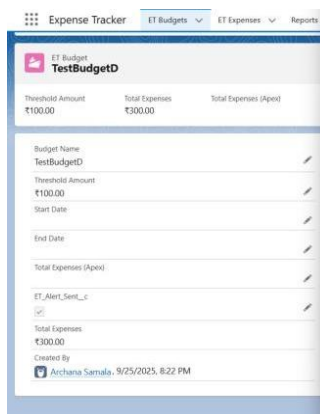 Expense Tracker ET Budgets ET Expenses Reports
ET Budget
TestBudgetD
Threshold Amount Total Expenses Total Expenses (Apex)
₹100.00 ₹300.00
Budget Name
TestBudgetD
Threshold Amount
₹100.00
Start Date
End Date
Total Expenses (Apex)
ET_Alert_Sent__c
Total Expenses
₹300.00
Created By
Archana Samala, 9/25/2025, 8:22 PM